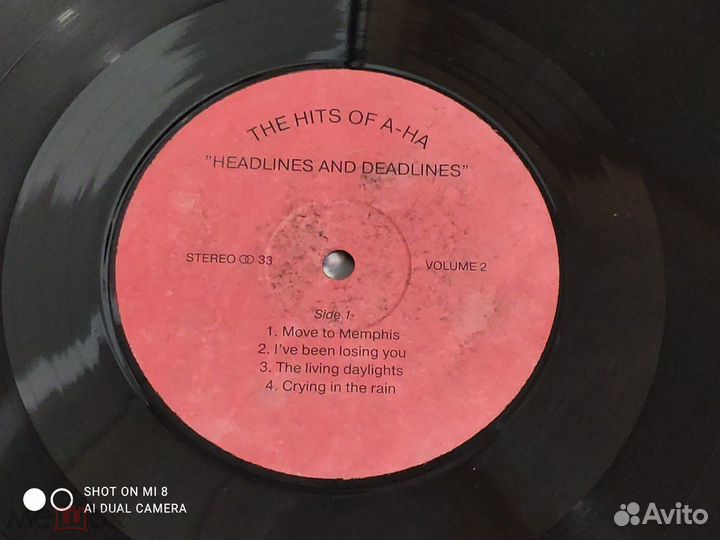 THE HITS OF A-HA
"HEADLINES AND DEADLINES"
STEREO 33
VOLUME 2
Side 1
1. Move to Memphis
2. I've been losing you
3. The living daylights
4. Crying in the rain
SHOT ON MI 8
AI DUAL CAMERA
Avito